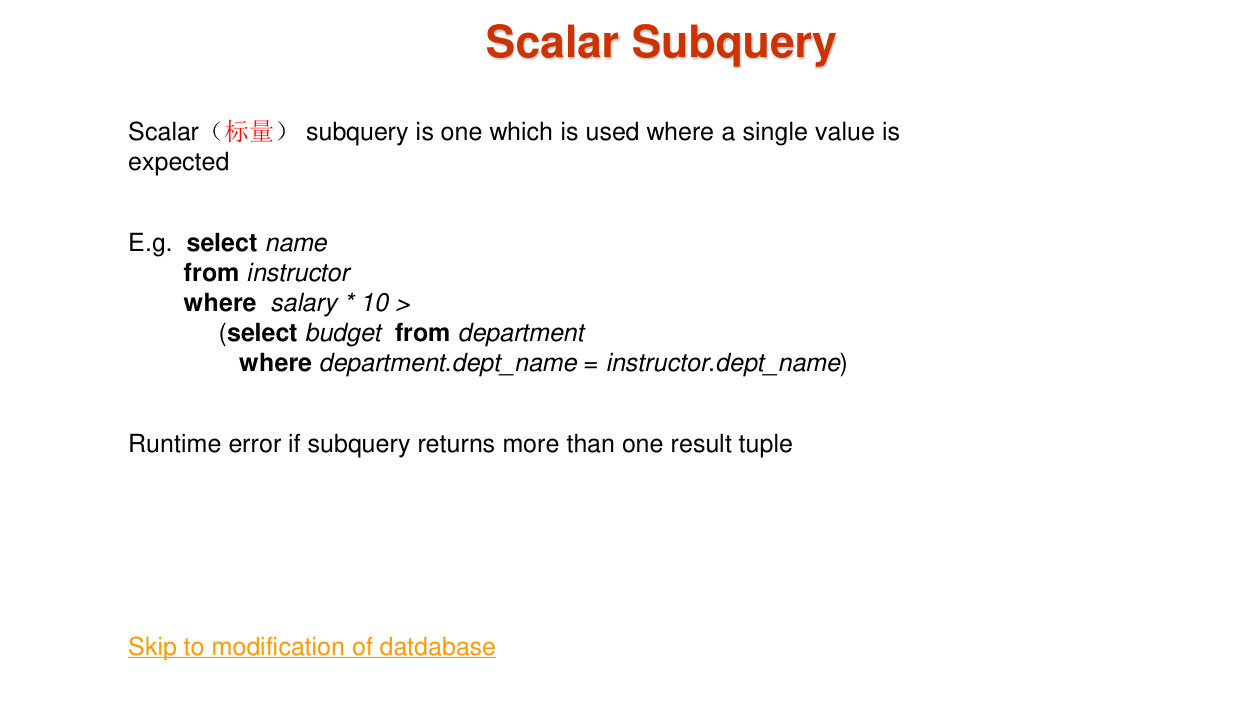 Scalar Subquery
Scalar（标量） subquery is one which is used where a single value is
expected
E.g. select name
from instructor
where salary * 10 >
(select budget from department
where department.dept_name = instructor.dept_name)
Runtime error if subquery returns more than one result tuple
Skip to modification of datdabase